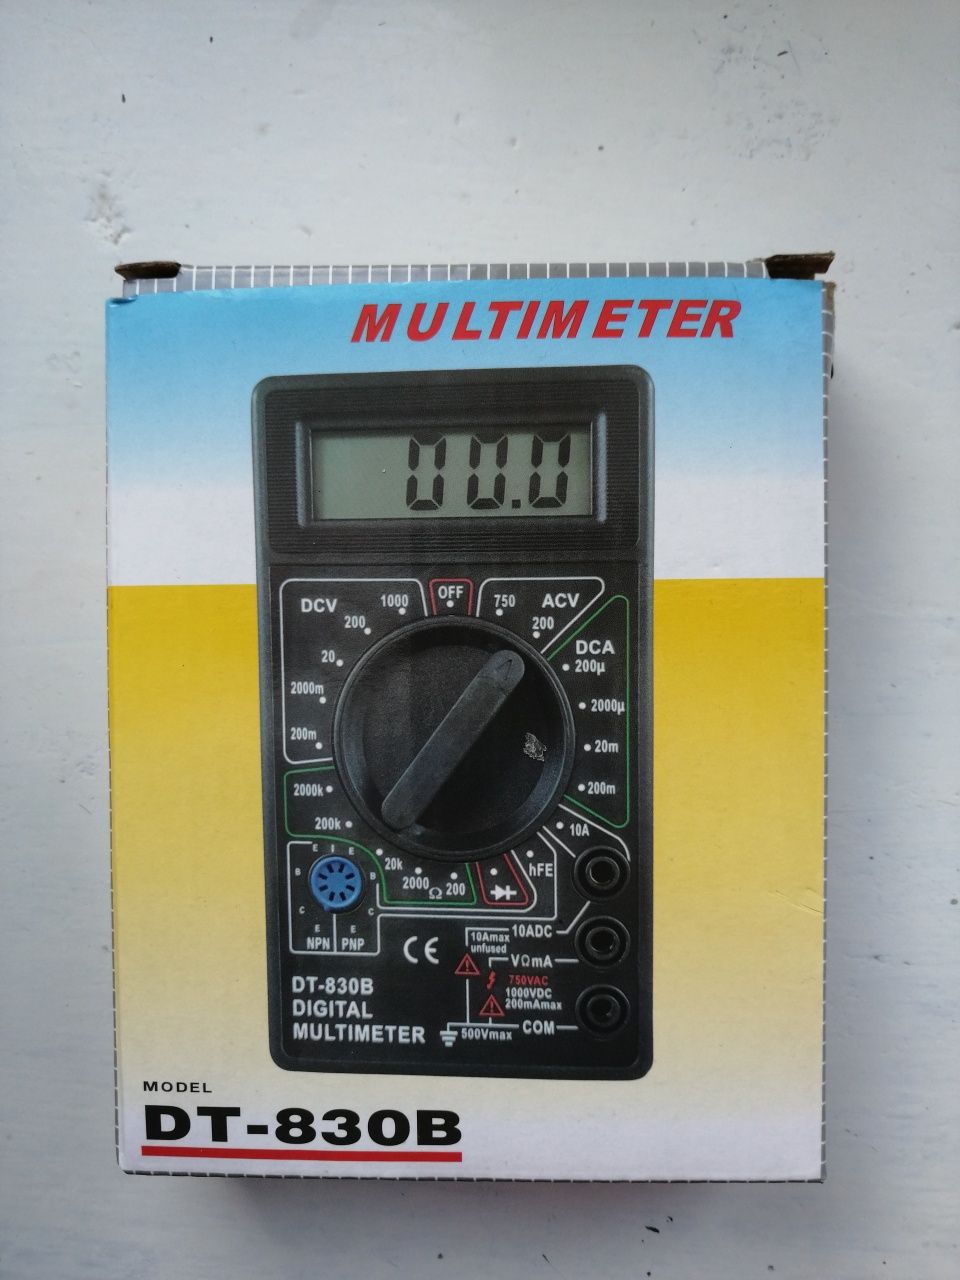 MULTIMETER
00.0
DCV
1000
OFF
750
ACV
200
200
DCA
20
200µ
2000m
2000µ
200m
20m
2000k
200m
200k
10A
20k
2000
Ω
200
hFE
E I E
B B
C C
E E
NPN PNP
CE
10Amax
unfused
10ADC
VΩmA
750VAC
1000VDC
200mAmax
500Vmax
COM
DT-830B
DIGITAL
MULTIMETER
MODEL
DT-830B